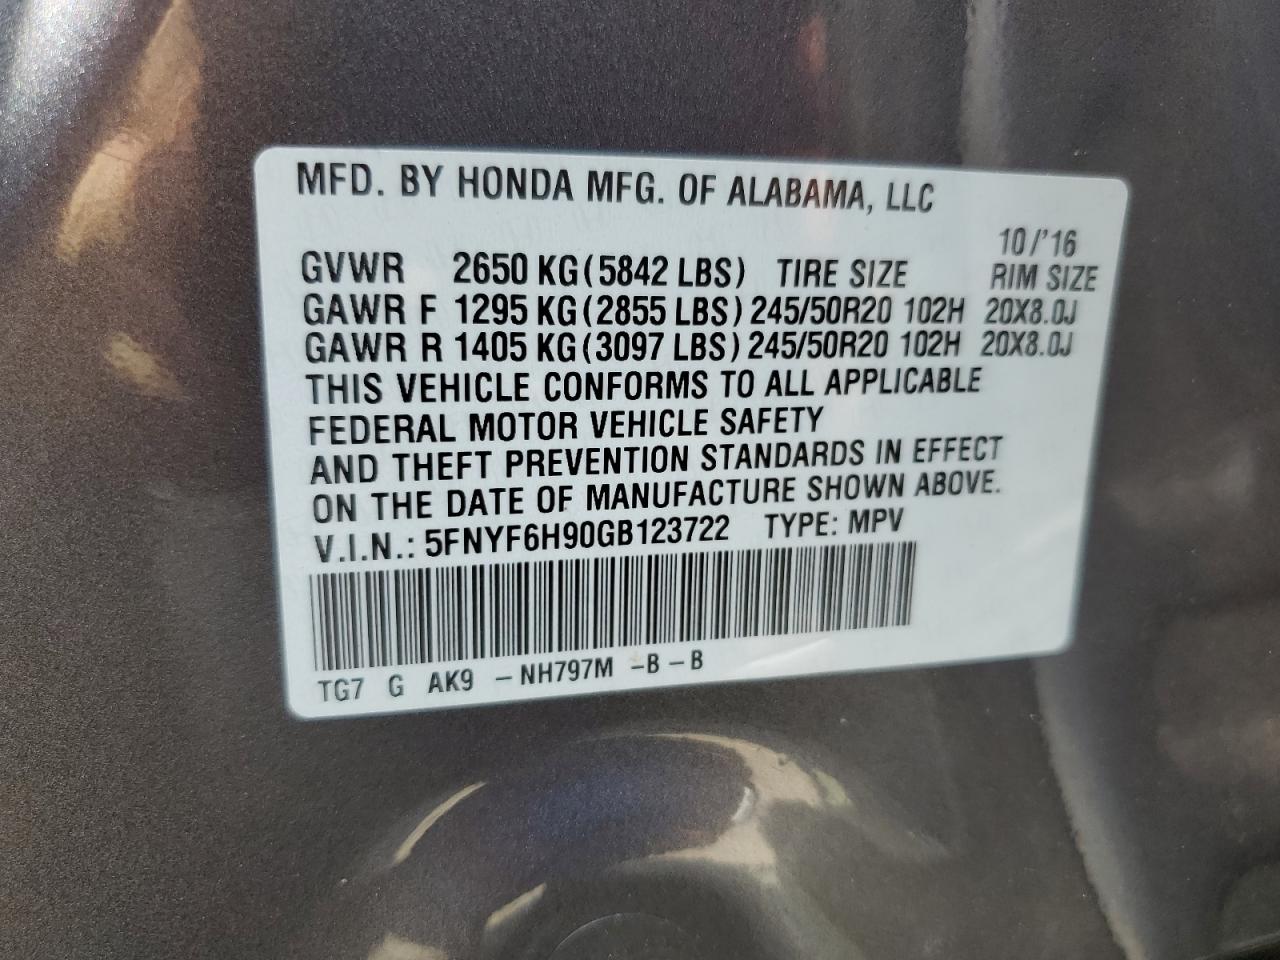 MFD. BY HONDA MFG. OF ALABAMA, LLC
10/'16
GVWR 2650 KG(5842 LBS) TIRE SIZE RIM SIZE
GAWR F 1295 KG(2855 LBS) 245/50R20 102H 20X8.0J
GAWR R 1405 KG(3097 LBS) 245/50R20 102H 20X8.0J
THIS VEHICLE CONFORMS TO ALL APPLICABLE
FEDERAL MOTOR VEHICLE SAFETY
AND THEFT PREVENTION STANDARDS IN EFFECT
ON THE DATE OF MANUFACTURE SHOWN ABOVE.
V.I.N.: 5FNYF6H90GB123722 TYPE: MPV
TG7 G AK9 -NH797M -B -B